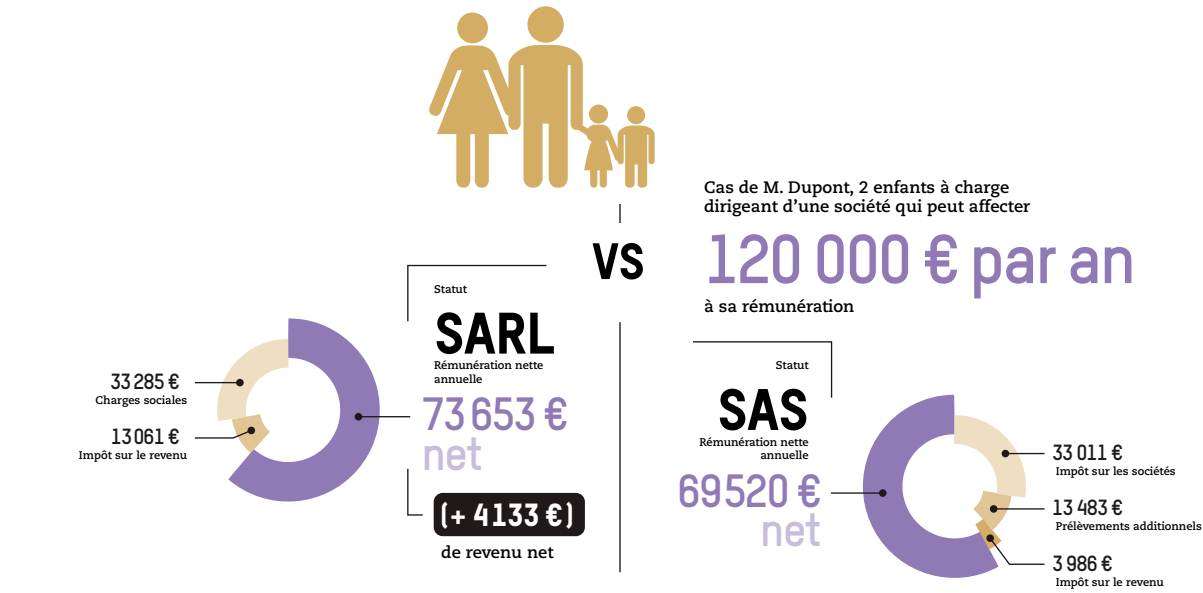 Cas de M. Dupont, 2 enfants à charge
dirigeant d'une société qui peut affecter
120 000 € par an
à sa rémunération
VS
Statut
SARL
Rémunération nette
annuelle
73 653 €
net
(+ 4133 €)
de revenu net
33 285 €
Charges sociales
13 061 €
Impôt sur le revenu
Statut
SAS
Rémunération nette
annuelle
69 520 €
net
33 011 €
Impôt sur les sociétés
13 483 €
Prélèvements additionnels
3 986 €
Impôt sur le revenu